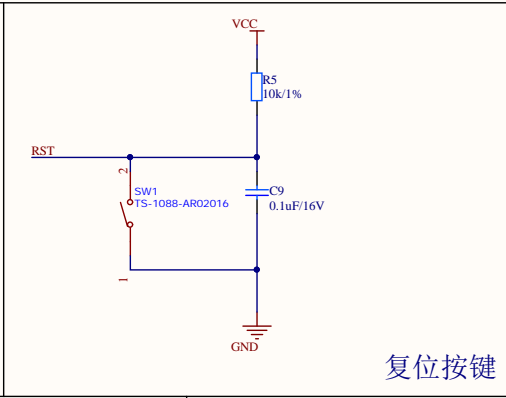 VCC
R5
10k/1%
RST
2
SW1
TS-1088-AR02016
C9
0.1uF/16V
1
GND
复位按键